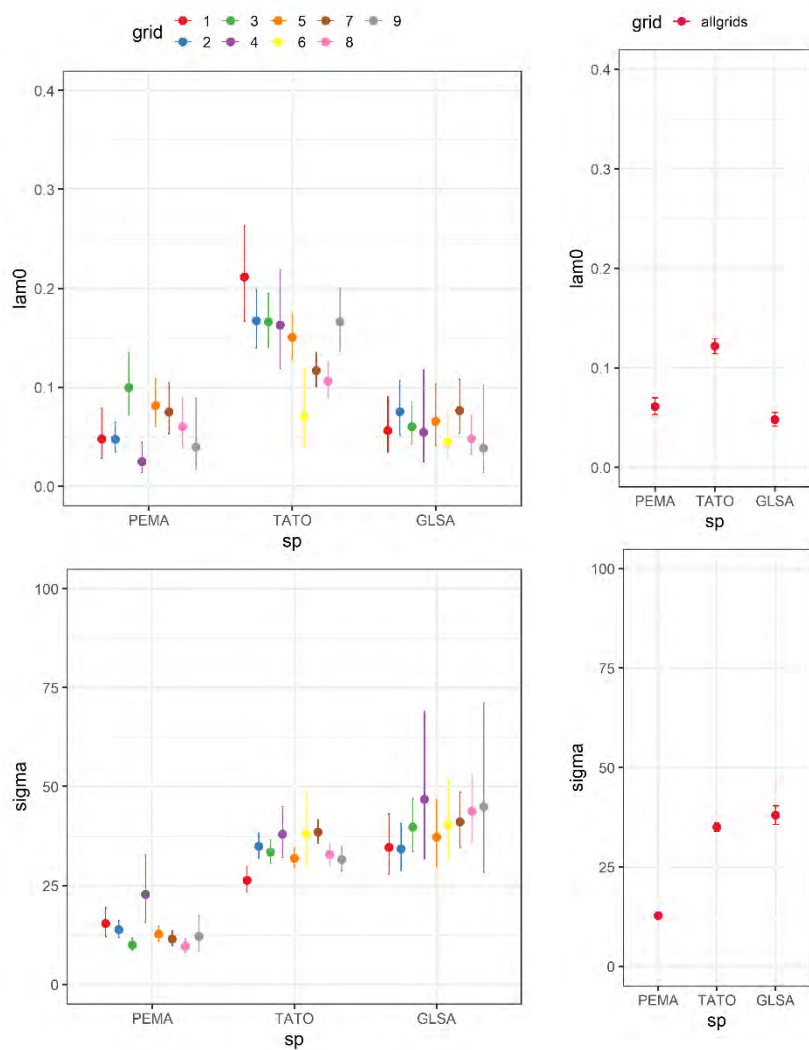 grid 1 3 5 7 9
2 4 6 8
grid allgrids
0.4
0.3
0.2
0.1
0.0
lam0
PEMA TATO GLSA
sp
0.4
0.3
0.2
0.1
0.0
lam0
PEMA TATO GLSA
sp
100
75
50
25
0
sigma
PEMA TATO GLSA
sp
100
75
50
25
0
sigma
PEMA TATO GLSA
sp